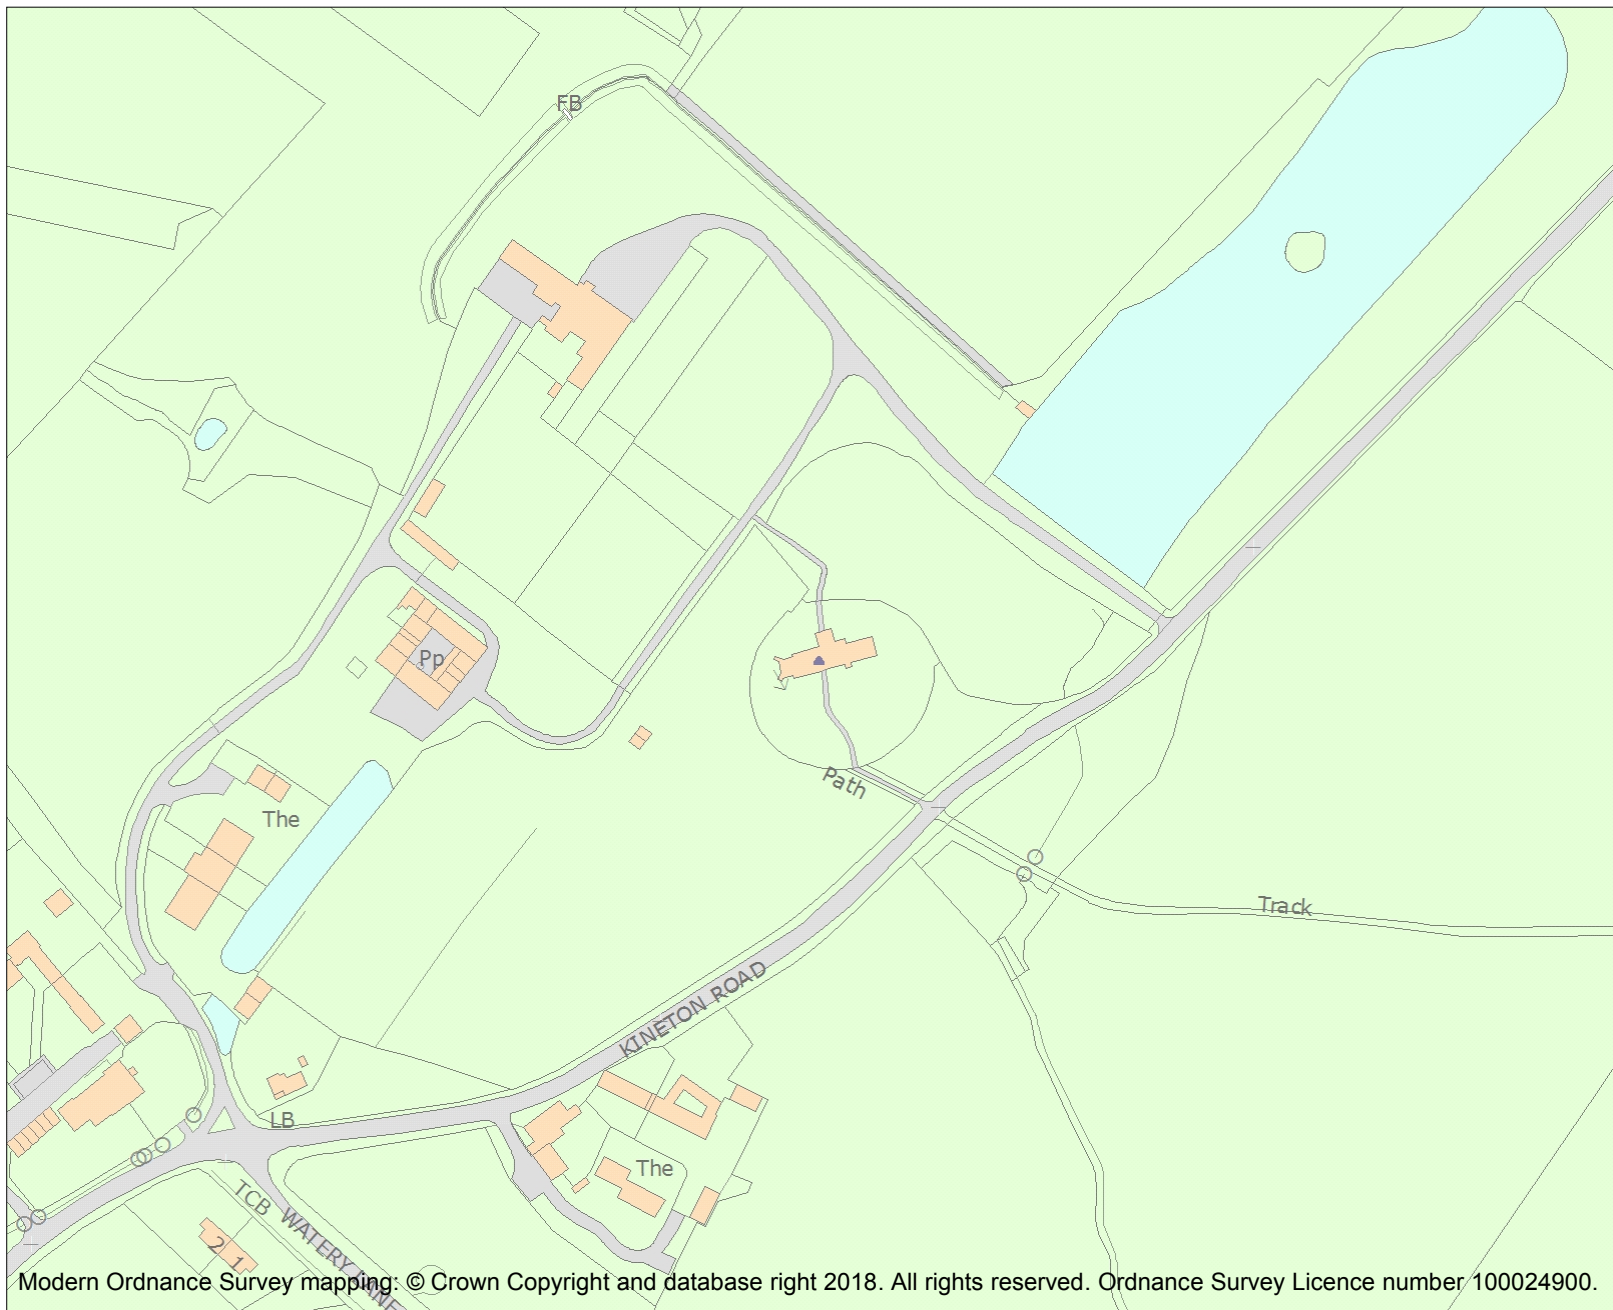 FB
Pp
The
Path
Track
KINETON ROAD
LB
The
TCB
WATERY LANE
2
1
Modern Ordnance Survey mapping: © Crown Copyright and database right 2018. All rights reserved. Ordnance Survey Licence number 100024900.